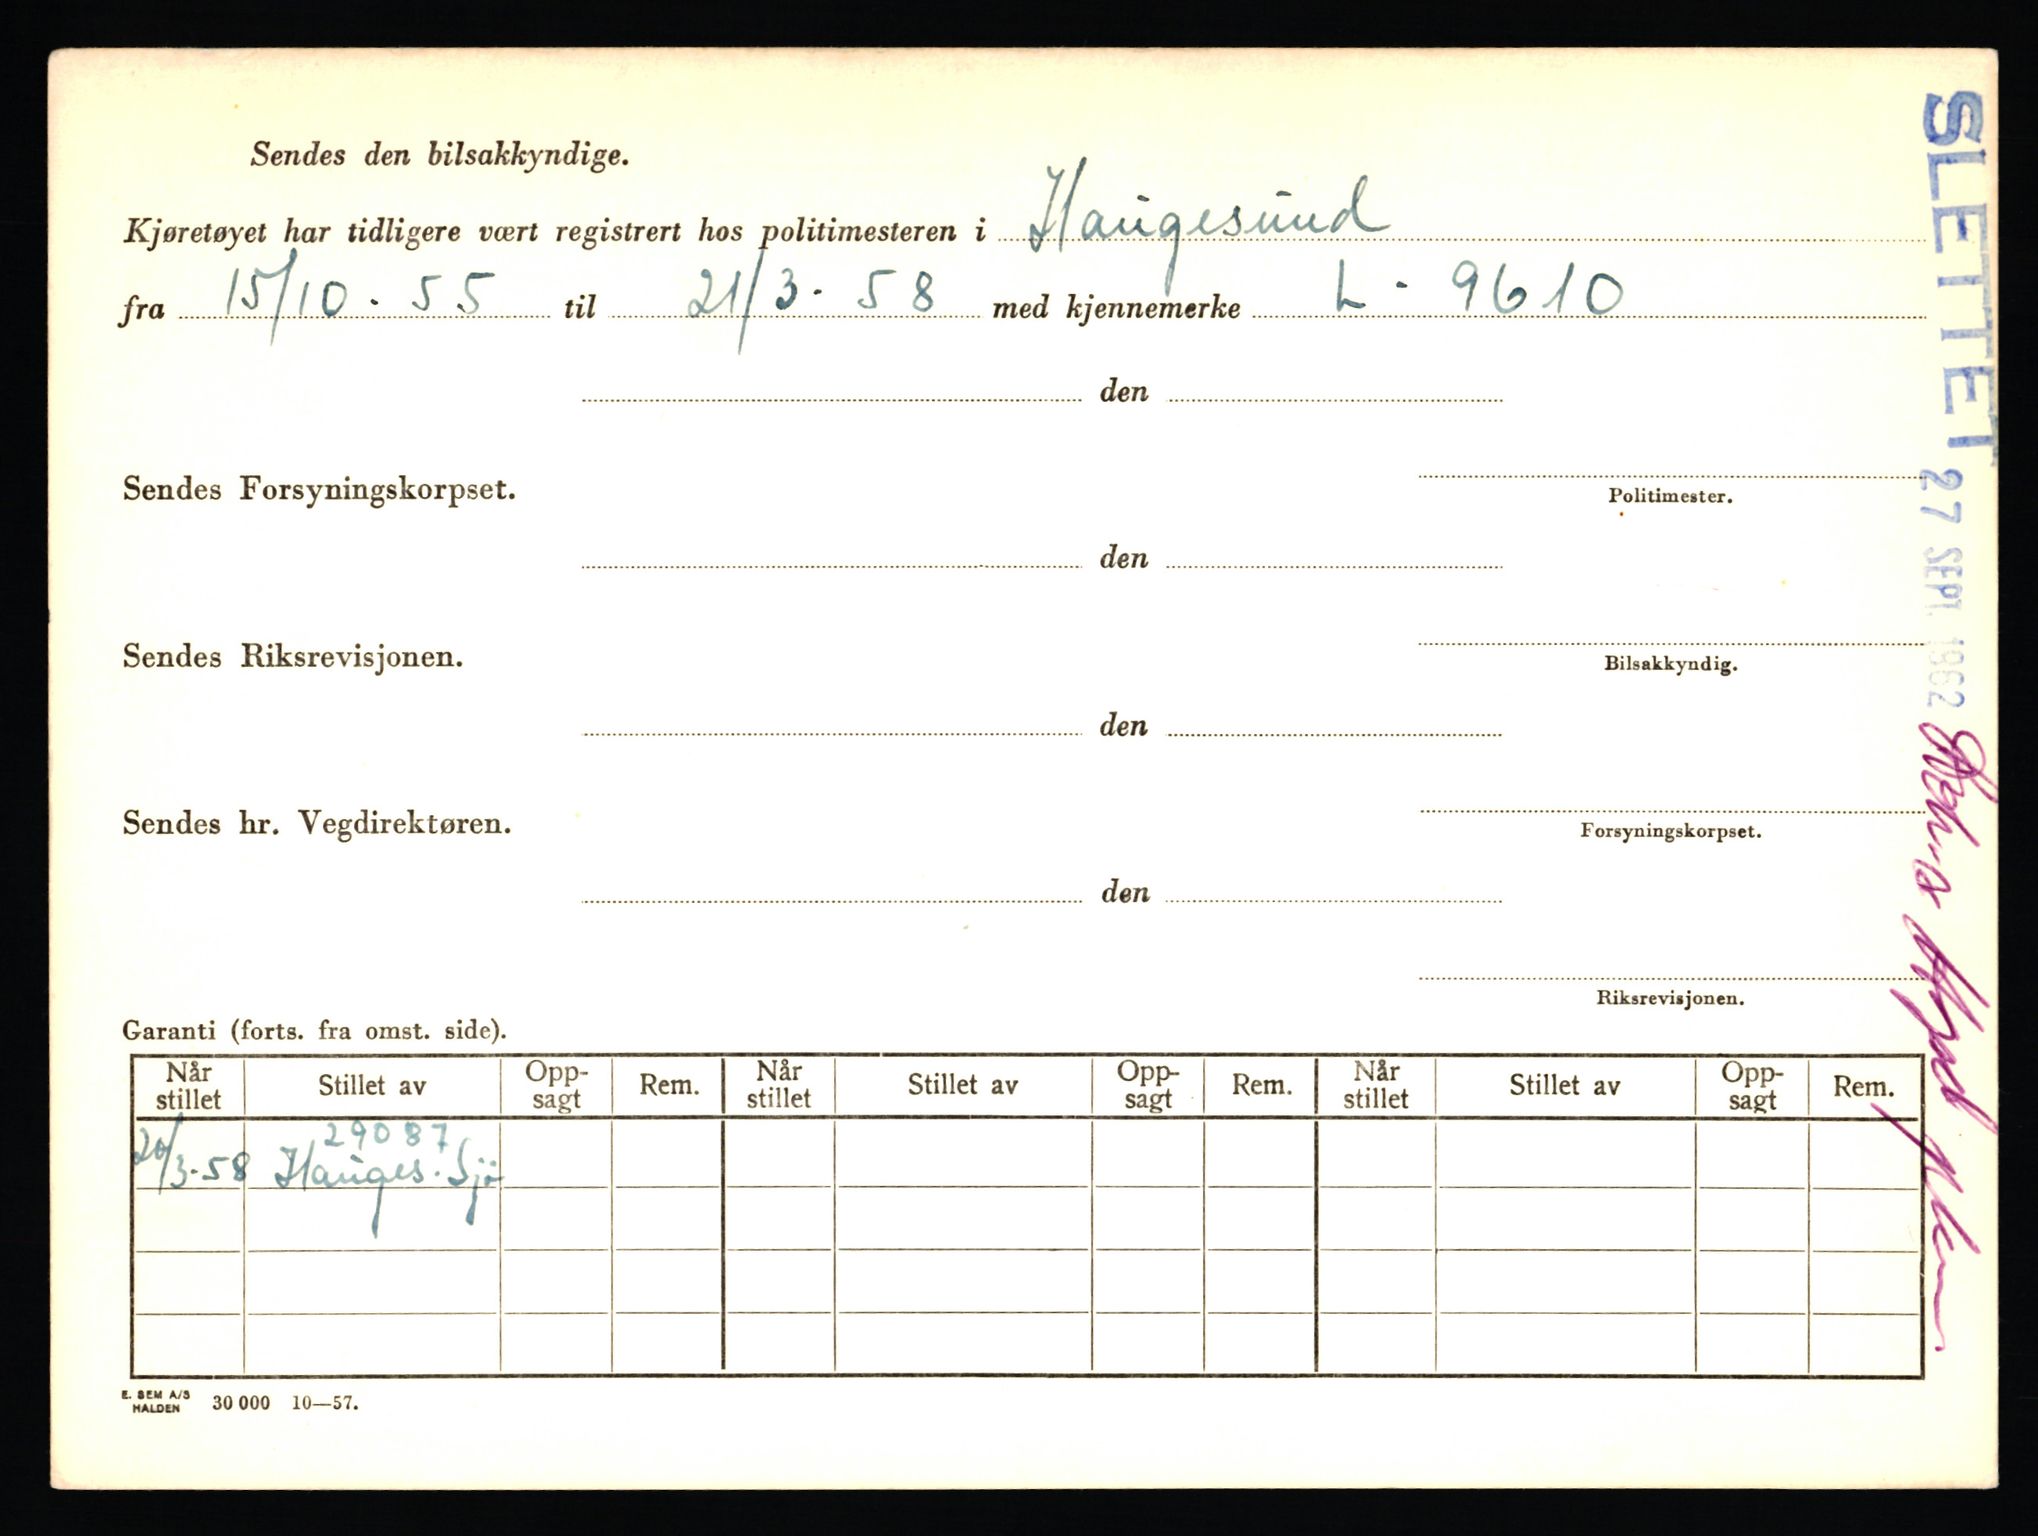 Sendes den bilsakkyndige.
Kjøretøyet har tidligere vært registrert hos politimesteren i Haugesund
fra 15/10. 55 til 21/3. 58 med kjennemerke L - 9610
den
Sendes Forsyningskorpset.
Politimester.
den
Sendes Riksrevisjonen.
Bilsakkyndig.
den
Sendes hr. Vegdirektøren.
Forsyningskorpset.
den
Riksrevisjonen.
Garanti (forts. fra omst. side).
Når stillet Stillet av Opp-sagt Rem. Når stillet Stillet av Opp-sagt Rem. Når stillet Stillet av Opp-sagt Rem.
29087
20/3-58 Hauges. Sjø
E. SEM A/S HALDEN 30 000 10—57.
SLETTET 27 SEPT. 1962